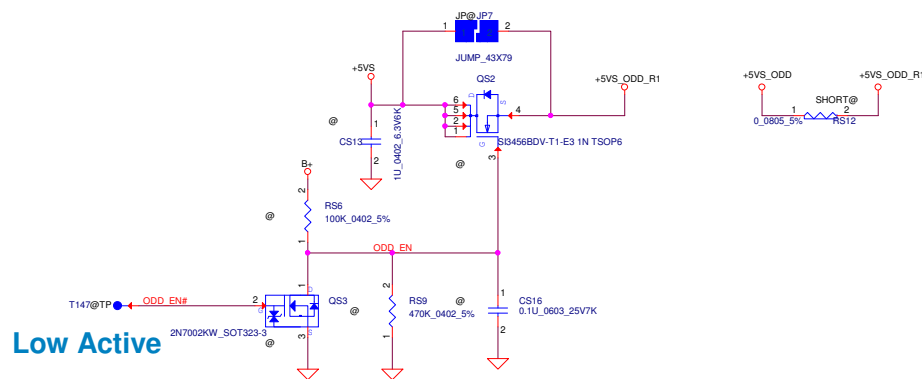 JP@JP7
1
2
JUMP_43X79
+5VS
QS2
+5VS_ODD_R1
+5VS_ODD
+5VS_ODD_R1
D
S
6
5
2
1
4
SHORT@
1
2
0_0805_5%
RS12
@
1
CS13
2
1U_0402_6.3V6K
G
SI3456BDV-T1-E3 1N TSOP6
3
@
B+
2
@
RS6
100K_0402_5%
1
ODD_EN
T147@TP
ODD_EN#
2
1
D
G
S
3
QS3
2N7002KW_SOT323-3
@
@
2
RS9
470K_0402_5%
1
@
1
CS16
0.1U_0603_25V7K
2
Low Active